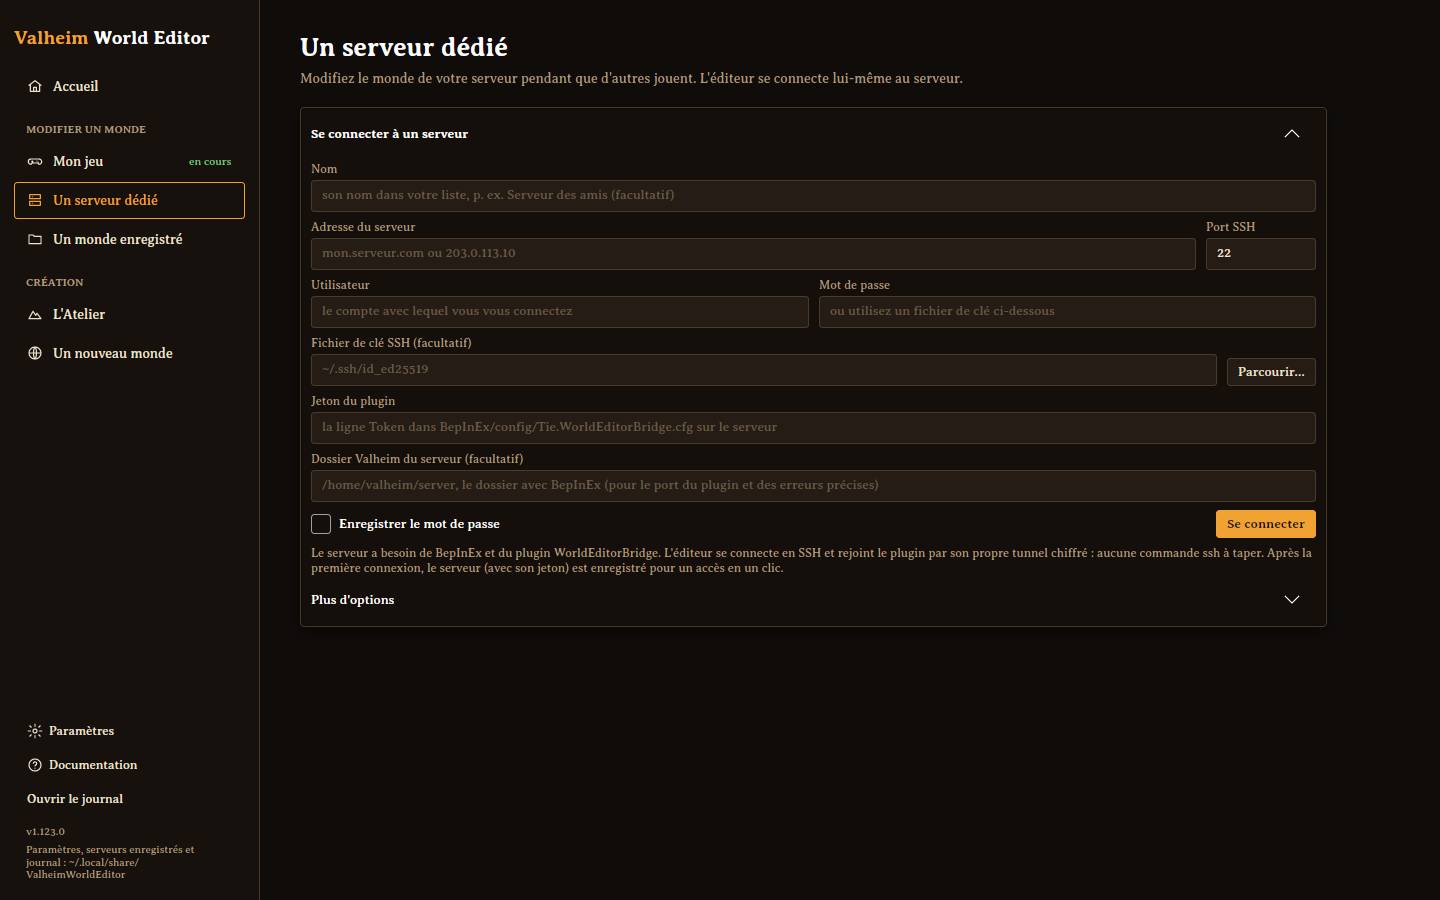 Valheim World Editor
Accueil
MODIFIER UN MONDE
Mon jeu en cours
Un serveur dédié
Un monde enregistré
CRÉATION
L'Atelier
Un nouveau monde
Paramètres
Documentation
Ouvrir le journal
v1.123.0
Paramètres, serveurs enregistrés et
journal : ~/.local/share/
ValheimWorldEditor
Un serveur dédié
Modifiez le monde de votre serveur pendant que d'autres jouent. L'éditeur se connecte lui-même au serveur.
Se connecter à un serveur
Nom
son nom dans votre liste, p. ex. Serveur des amis (facultatif)
Adresse du serveur Port SSH
mon.serveur.com ou 203.0.113.10 22
Utilisateur Mot de passe
le compte avec lequel vous vous connectez ou utilisez un fichier de clé ci-dessous
Fichier de clé SSH (facultatif)
~/.ssh/id_ed25519 Parcourir...
Jeton du plugin
la ligne Token dans BepInEx/config/Tie.WorldEditorBridge.cfg sur le serveur
Dossier Valheim du serveur (facultatif)
/home/valheim/server, le dossier avec BepInEx (pour le port du plugin et des erreurs précises)
Enregistrer le mot de passe Se connecter
Le serveur a besoin de BepInEx et du plugin WorldEditorBridge. L'éditeur se connecte en SSH et rejoint le plugin par son propre tunnel chiffré : aucune commande ssh à taper. Après la
première connexion, le serveur (avec son jeton) est enregistré pour un accès en un clic.
Plus d'options